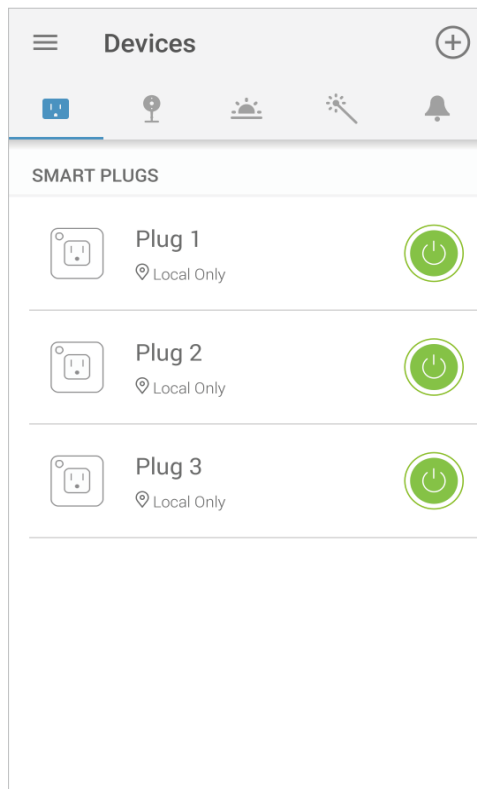 Devices
SMART PLUGS
Plug 1
Local Only
Plug 2
Local Only
Plug 3
Local Only